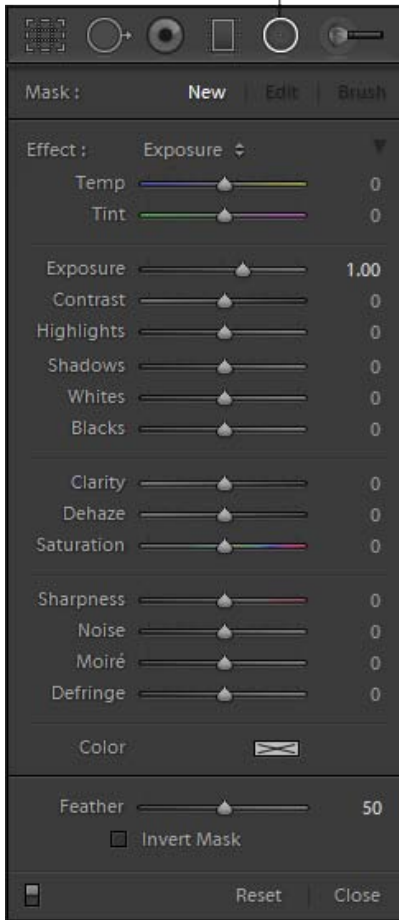 Mask : New Edit Brush
Effect : Exposure
Temp 0
Tint 0
Exposure 1.00
Contrast 0
Highlights 0
Shadows 0
Whites 0
Blacks 0
Clarity 0
Dehaze 0
Saturation 0
Sharpness 0
Noise 0
Moiré 0
Defringe 0
Color
Feather 50
Invert Mask
Reset Close